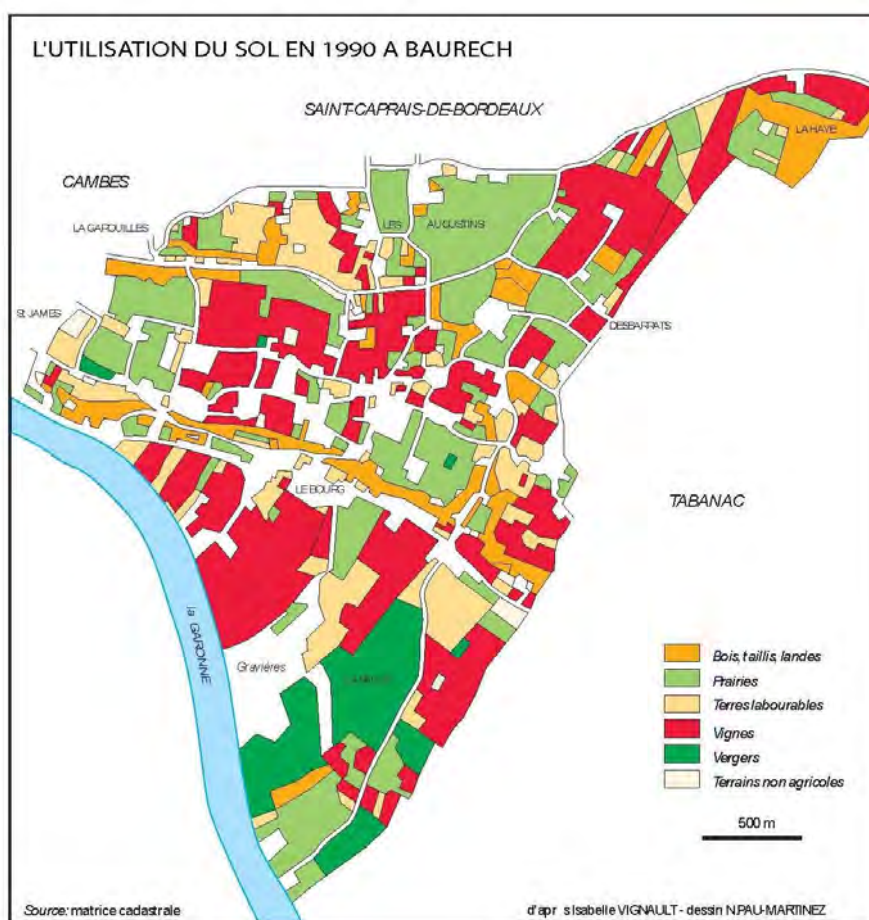 L'UTILISATION DU SOL EN 1990 A BAURECH
SAINT-CAPRAIS-DE-BORDEAUX
CAMBES
LA HAYE
LA GAROUILLES
LES
AUGUSTINS
St JAMES
DESBARRATS
LE BOURG
TABANAC
la GARONNE
Gravières
Bois, taillis, landes
Prairies
Terres labourables
Vignes
Vergers
Terrains non agricoles
500 m
Source: matrice cadastrale
d'apr s Isabelle VIGNAULT - dessin N.PAU-MARTINEZ